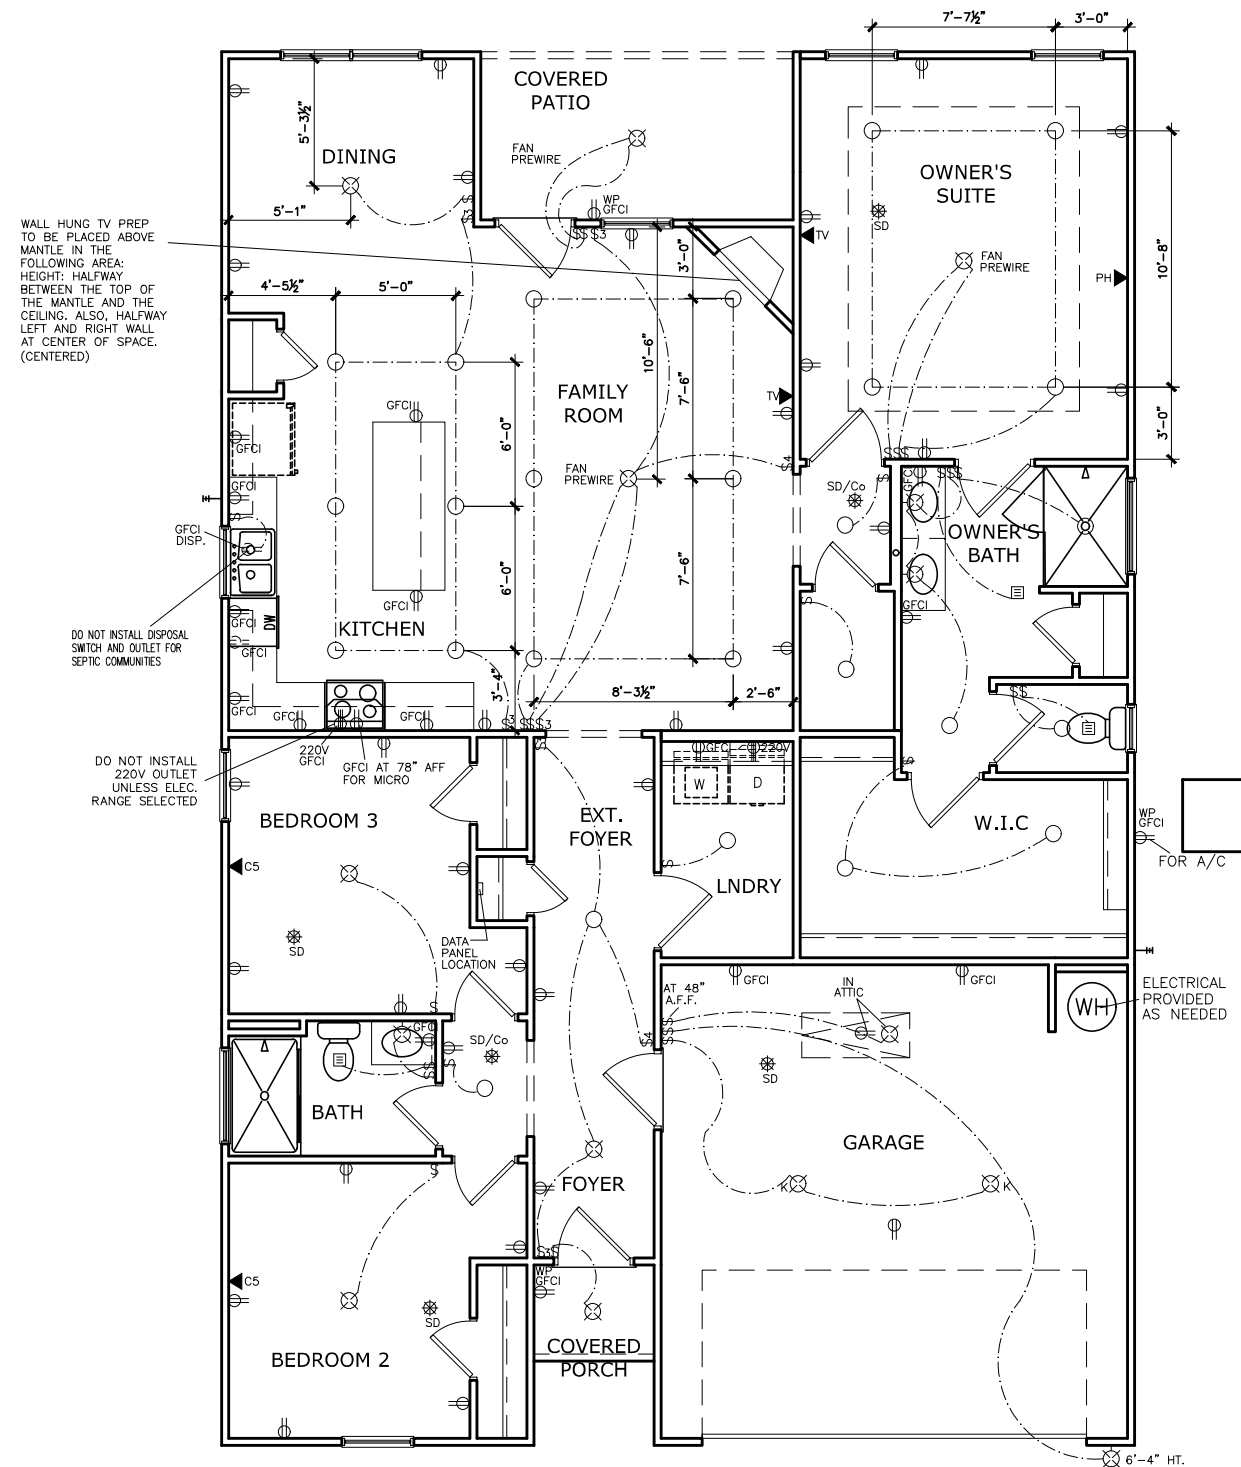 7'-7½"
3'-0"
COVERED
PATIO
5'-3½"
DINING
FAN
PREWIRE
OWNER'S
SUITE
WP
GFCI
5'-1"
$3
$
$$
$3
SD
TV
WALL HUNG TV PREP
TO BE PLACED ABOVE
MANTLE IN THE
FOLLOWING AREA:
HEIGHT: HALFWAY
BETWEEN THE TOP OF
THE MANTLE AND THE
CEILING. ALSO, HALFWAY
LEFT AND RIGHT WALL
AT CENTER OF SPACE.
(CENTERED)
3'-0"
FAN
PREWIRE
PH
10'-8"
4'-5½"
5'-0"
10'-6"
7'-6"
FAMILY
ROOM
TV
GFCI
6'-0"
3'-0"
GFCI
GFCI
FAN
PREWIRE
$4
$$$
SD/Co
$
GFCI
$$$
GFCI
DISP.
$
OWNER'S
BATH
6'-0"
7'-6"
DW
GFCI
GFCI
GFCI
KITCHEN
GFCI
$
GFCI
DO NOT INSTALL DISPOSAL
SWITCH AND OUTLET FOR
SEPTIC COMMUNITIES
3'-4"
8'-3½"
2'-6"
GFCI
$$
GFCI
GFCI
$3
$$$3
220V
GFCI
GFCI AT 78" AFF
FOR MICRO
DO NOT INSTALL
220V OUTLET
UNLESS ELEC.
RANGE SELECTED
$3
GFCI
220V
W
D
$
BEDROOM 3
EXT.
FOYER
W.I.C
WP
GFCI
FOR A/C
C5
$
LNDRY
SD
DATA
PANEL
LOCATION
GFCI
GFCI
AT 48"
A.F.F.
IN
ATTIC
ELECTRICAL
PROVIDED
AS NEEDED
WH
$
GFCI
$$$
$4
SD/Co
$$
$
SD
BATH
GARAGE
$
FOYER
K
K
$3$
WP
GFCI
C5
SD
BEDROOM 2
COVERED
PORCH
6'-4" HT.